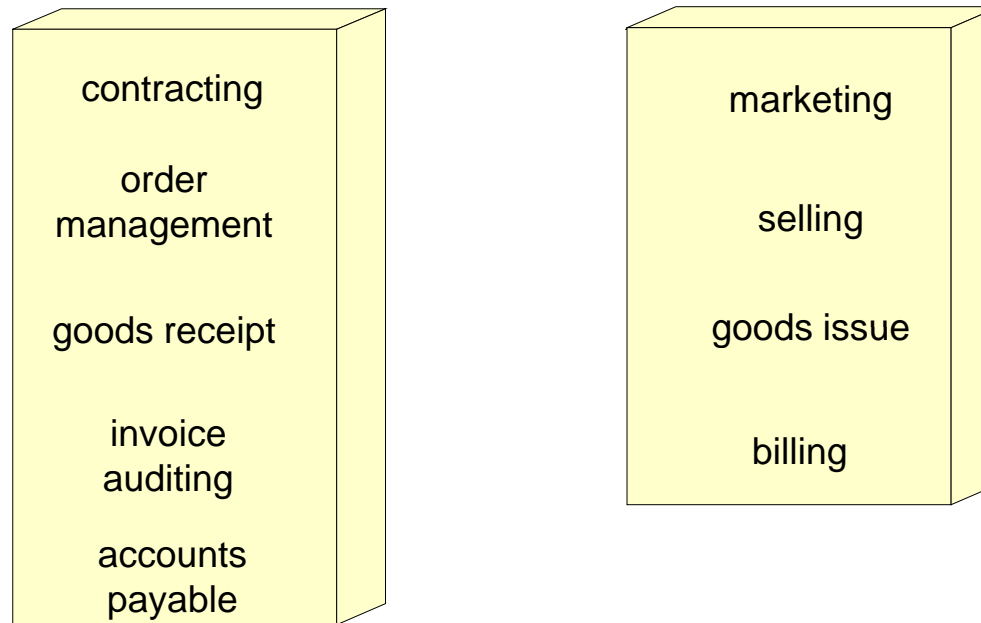 contracting
order
management
goods receipt
invoice
auditing
accounts
payable
marketing
selling
goods issue
billing